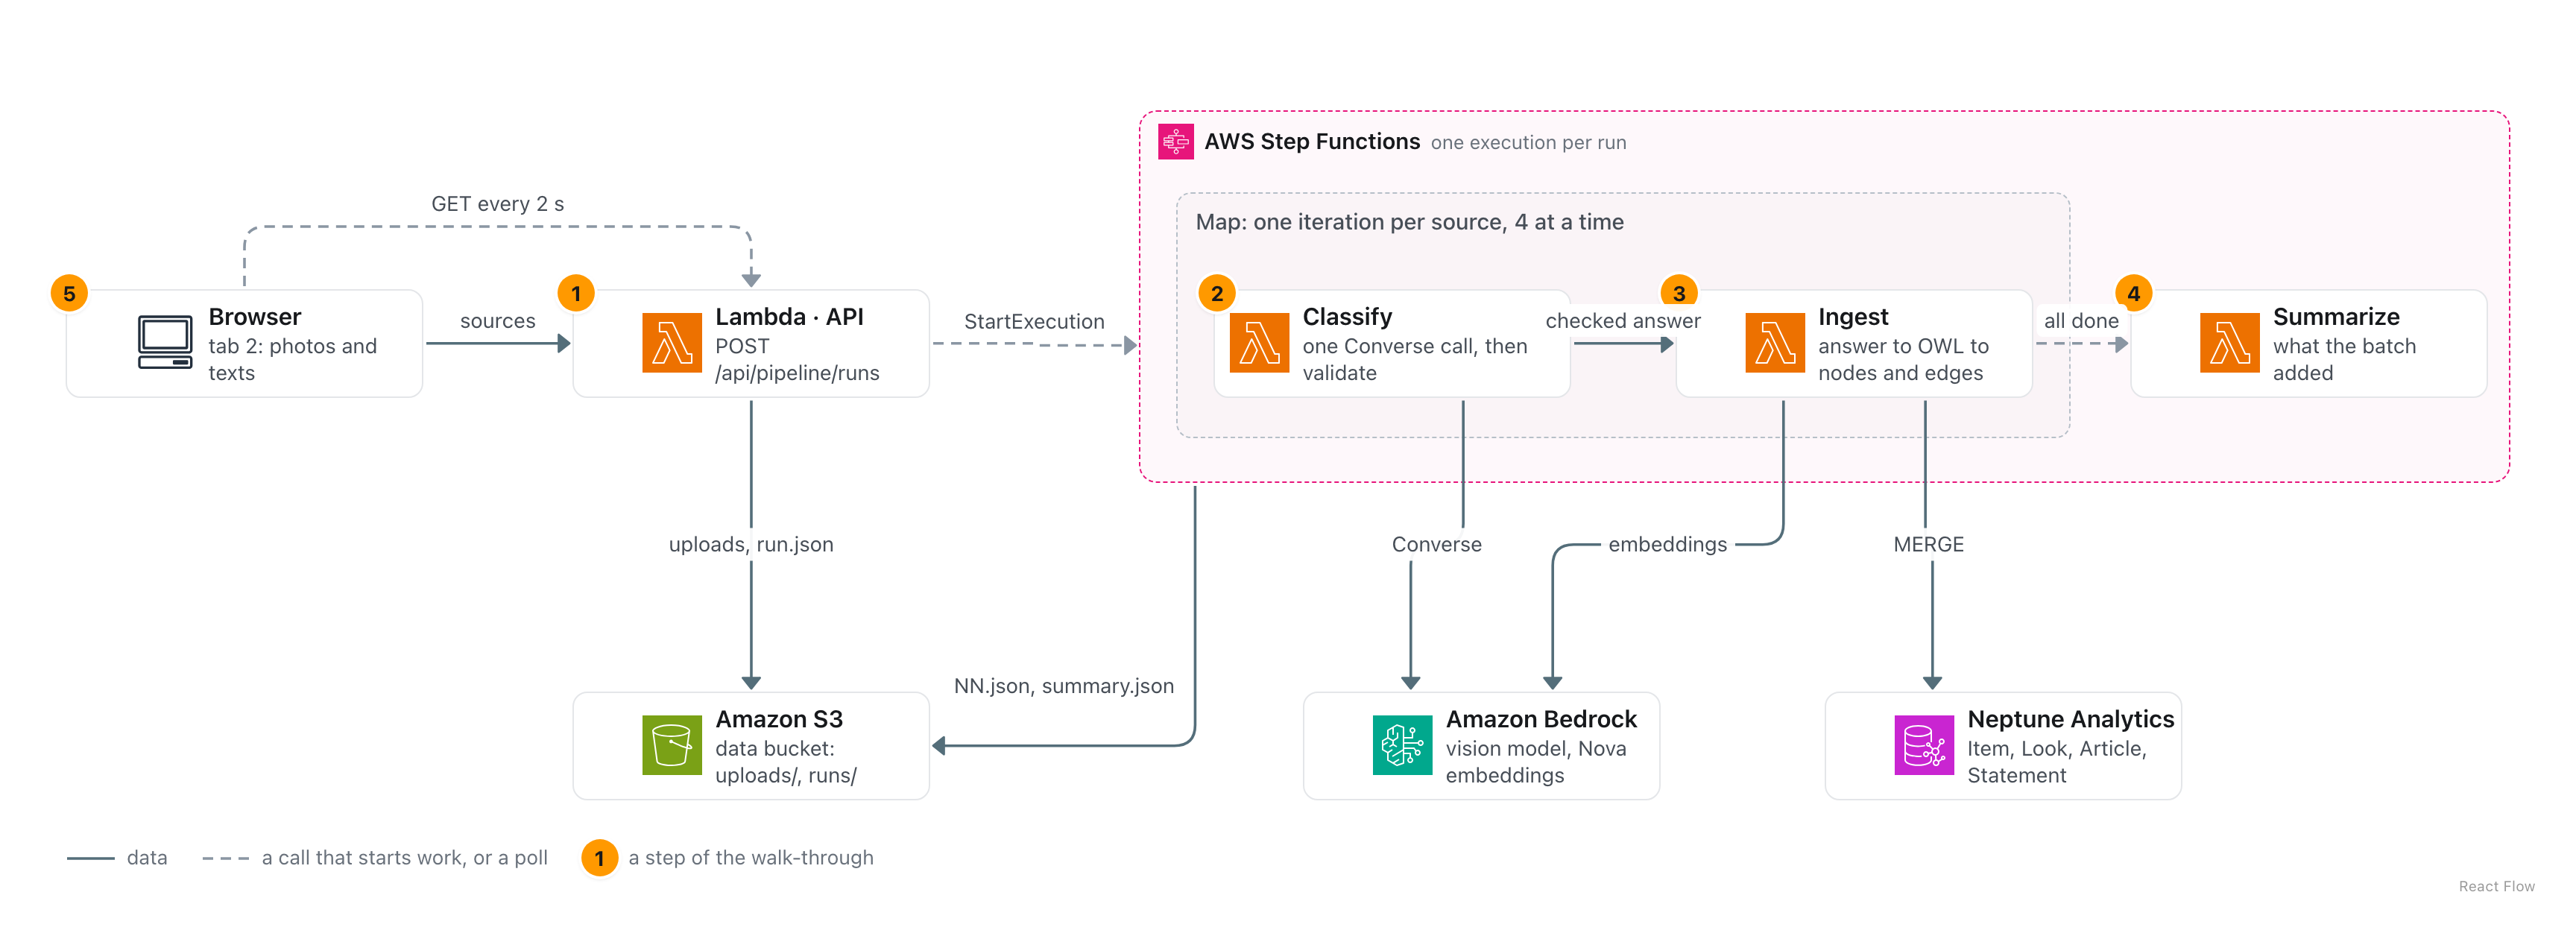 AWS Step Functions one execution per run
GET every 2 s
Map: one iteration per source, 4 at a time
5
Browser
tab 2: photos and
texts
sources
1
Lambda · API
POST
/api/pipeline/runs
StartExecution
2
Classify
one Converse call, then
validate
checked answer
3
Ingest
answer to OWL to
nodes and edges
all done
4
Summarize
what the batch
added
uploads, run.json
Converse
embeddings
MERGE
NN.json, summary.json
Amazon S3
data bucket:
uploads/, runs/
Amazon Bedrock
vision model, Nova
embeddings
Neptune Analytics
Item, Look, Article,
Statement
data
a call that starts work, or a poll
1
a step of the walk-through
React Flow